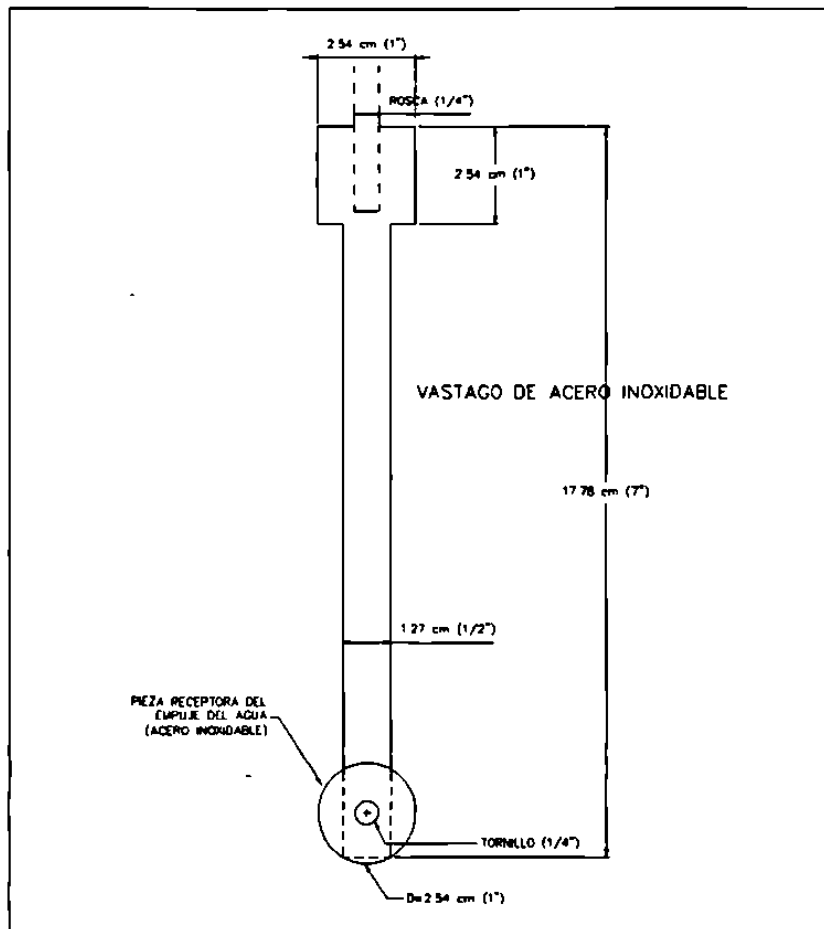 2.54 cm (1")
ROSCA (1/4")
2.54 cm (1")
VASTAGO DE ACERO INOXIDABLE
17.78 cm (7")
1.27 cm (1/2")
PIEZA RECEPTORA DEL
EMPUJE DEL AGUA
(ACERO INOXIDABLE)
TORNILLO (1/4")
D=2.54 cm (1")